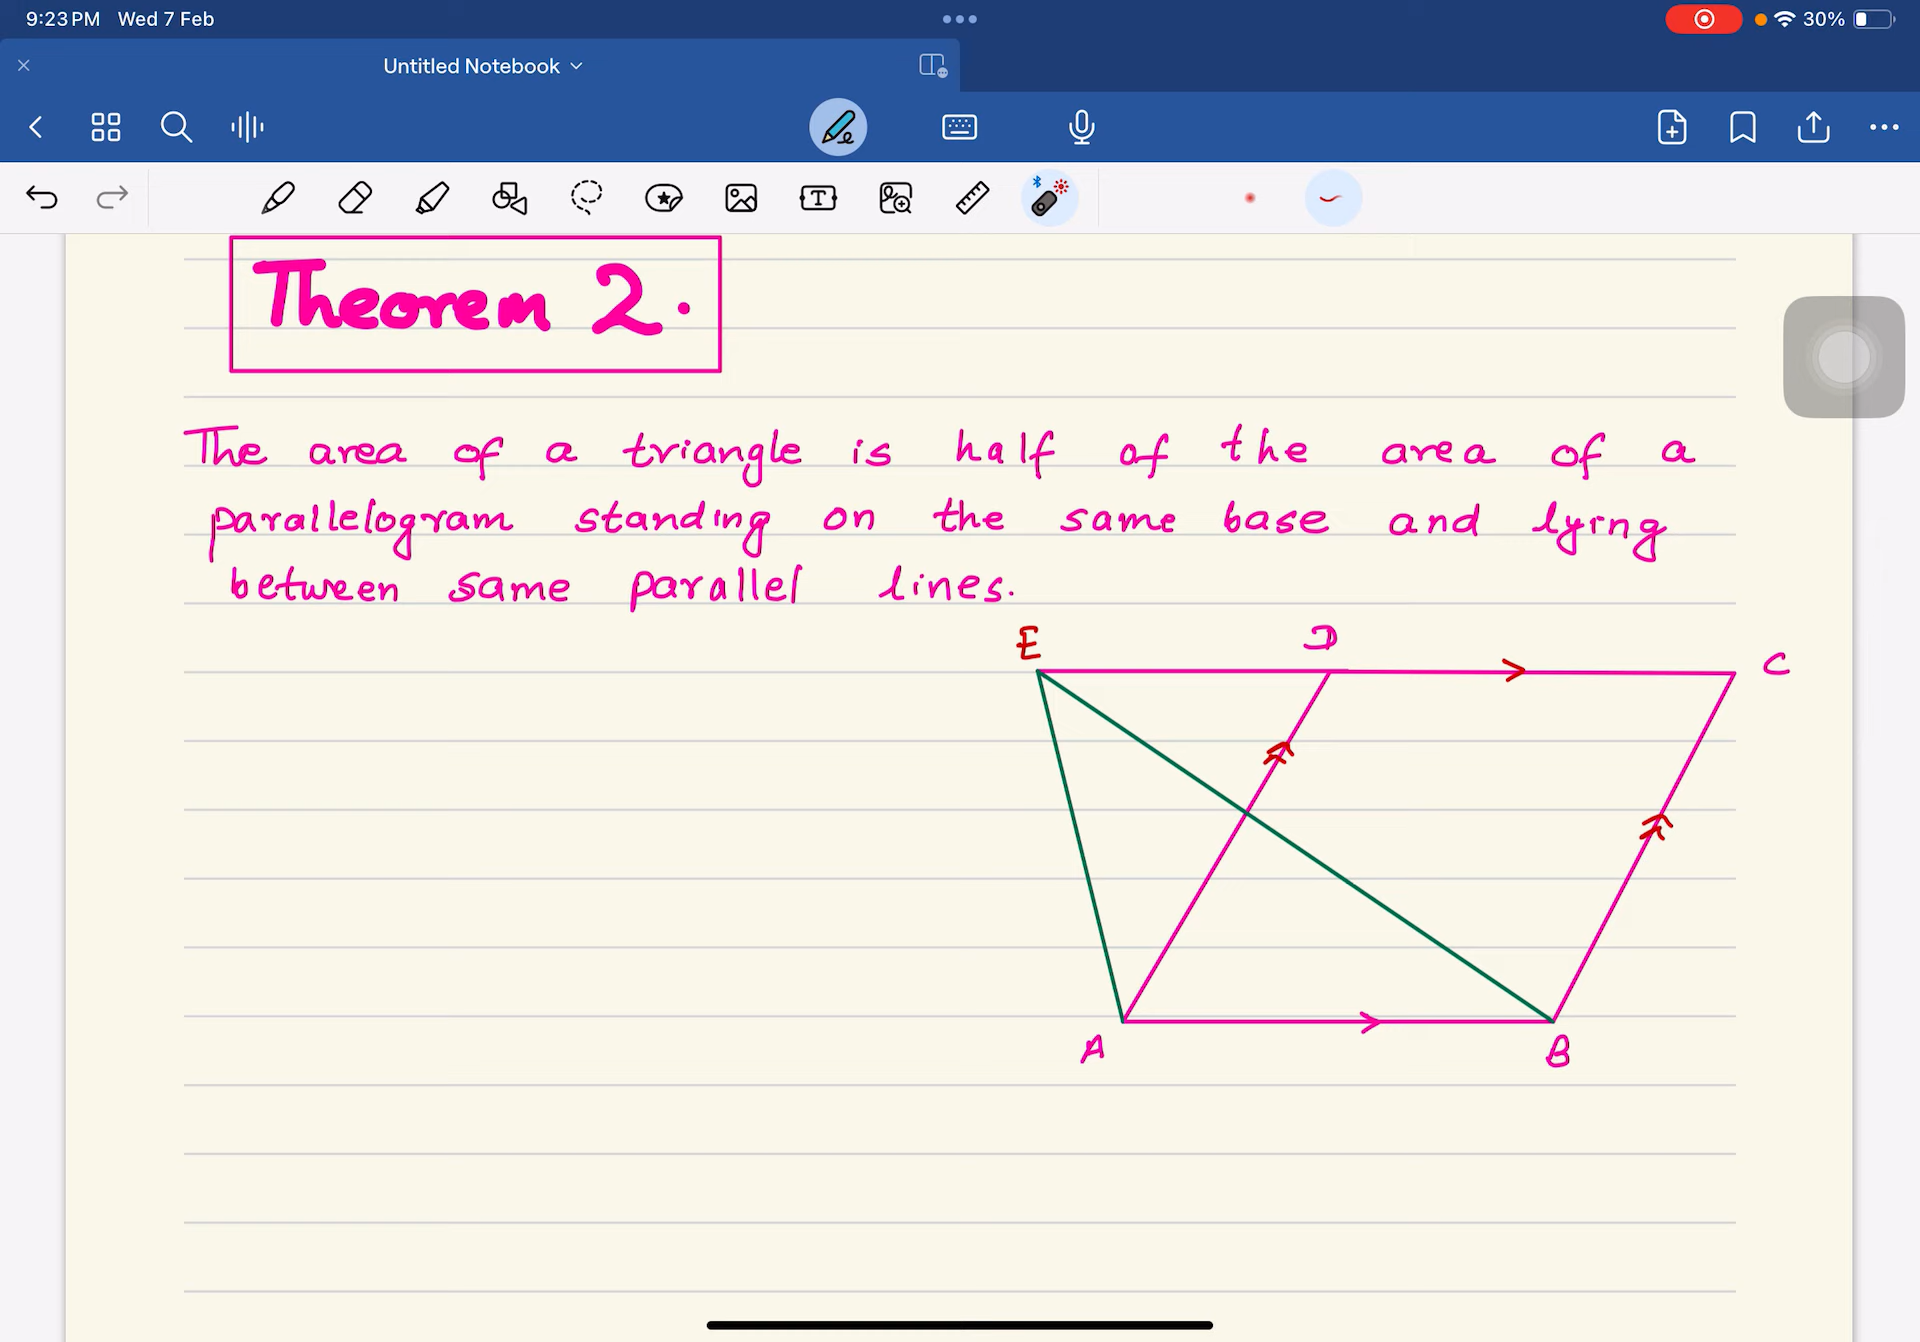 9:23 PM Wed 7 Feb
30%
Untitled Notebook
Theorem 2.
The area of a triangle is half of the area of a
parallelogram standing on the same base and lying
between same parallel lines.
E D C
A B